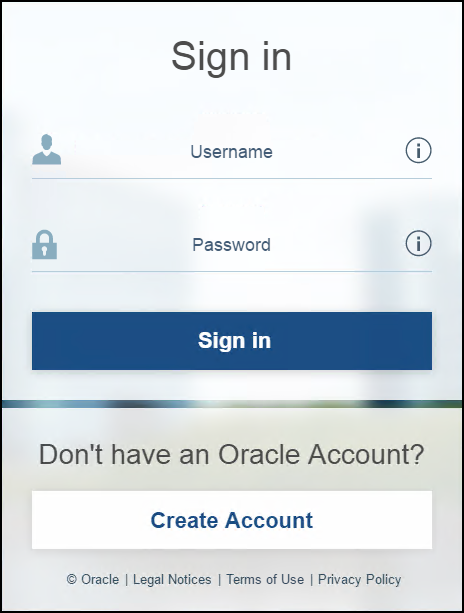 Sign in
Username
Password
Sign in
Don't have an Oracle Account?
Create Account
© Oracle | Legal Notices | Terms of Use | Privacy Policy